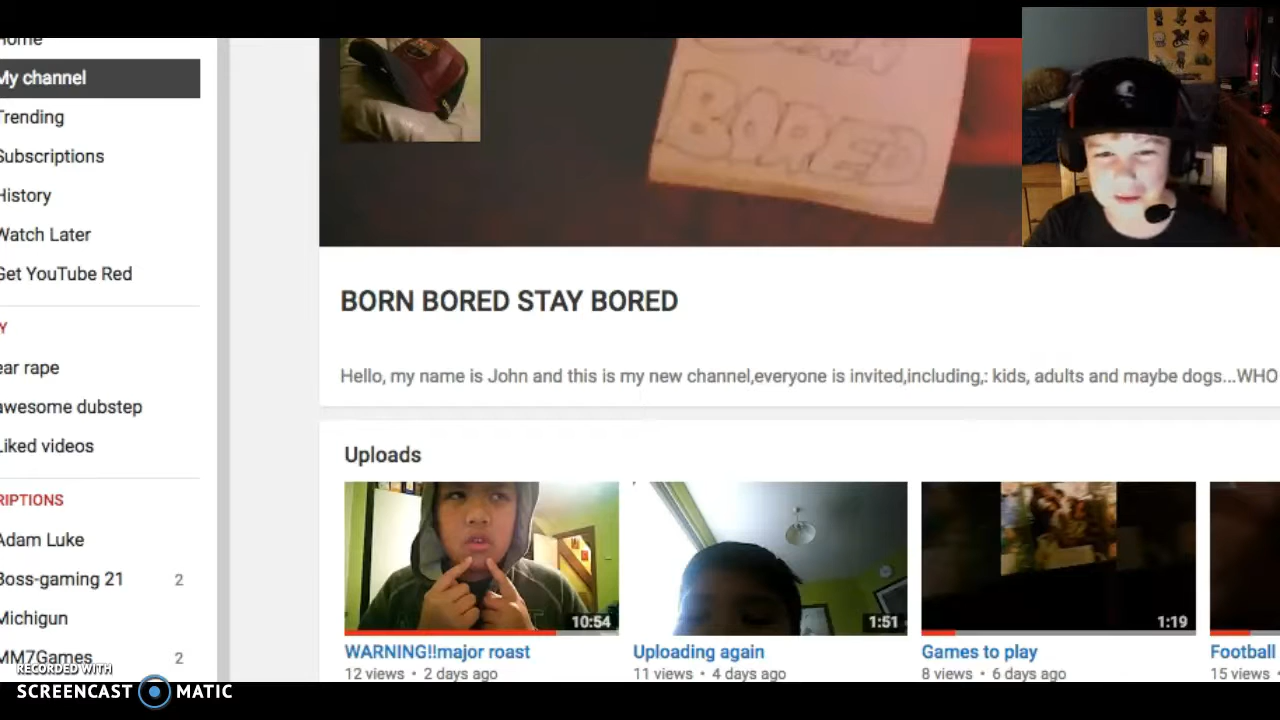 Home
My channel
Trending
Subscriptions
History
Watch Later
Get YouTube Red
Y
ear rape
awesome dubstep
Liked videos
RIPTIONS
Adam Luke
Boss-gaming 21 2
Michigun
MM7Games 2
RECORDED WITH
SCREENCAST MATIC
BORED
BORN BORED STAY BORED
Hello, my name is John and this is my new channel,everyone is invited,including,: kids, adults and maybe dogs...WHO
Uploads
10:54
1:51
1:19
WARNING!!major roast
Uploading again
Games to play
Football
12 views • 2 days ago
11 views • 4 days ago
8 views • 6 days ago
15 views •